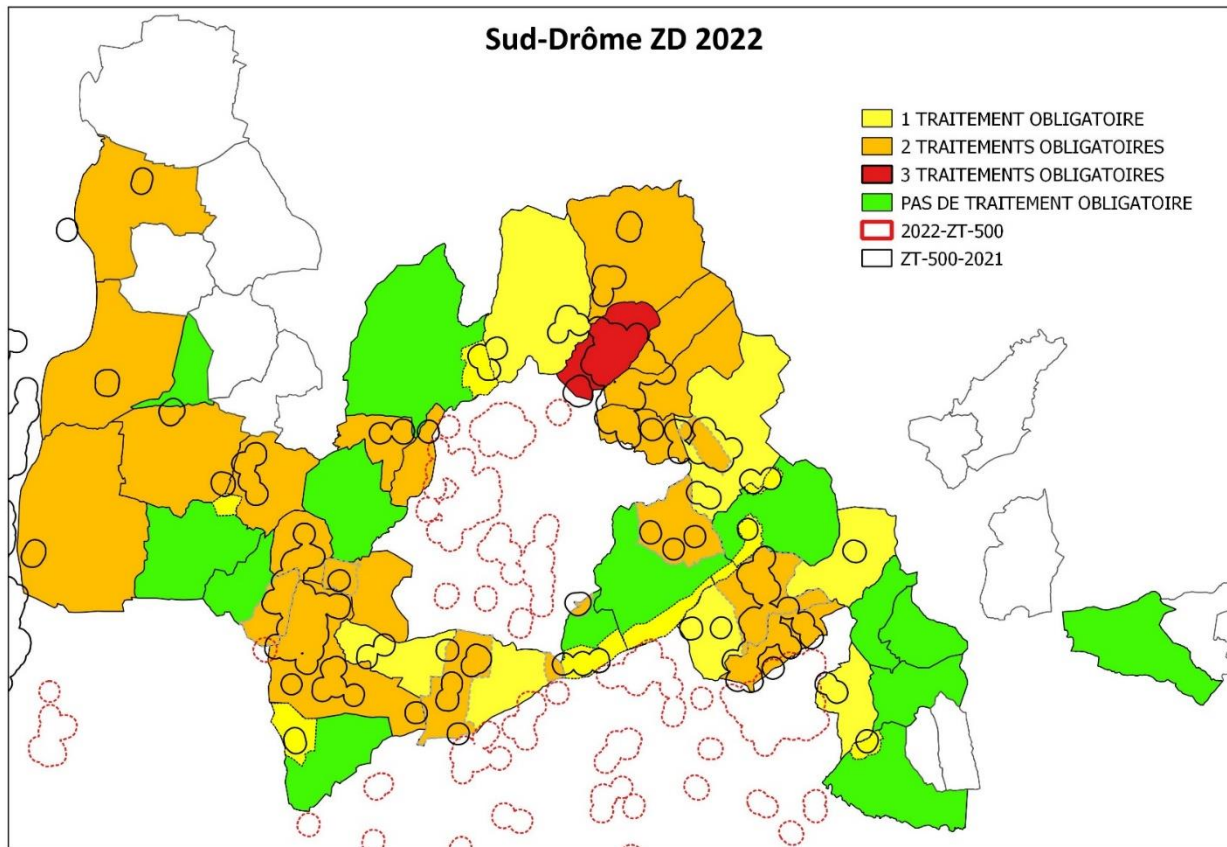 Sud-Drôme ZD 2022
1 TRAITEMENT OBLIGATOIRE
2 TRAITEMENTS OBLIGATOIRES
3 TRAITEMENTS OBLIGATOIRES
PAS DE TRAITEMENT OBLIGATOIRE
2022-ZT-500
ZT-500-2021